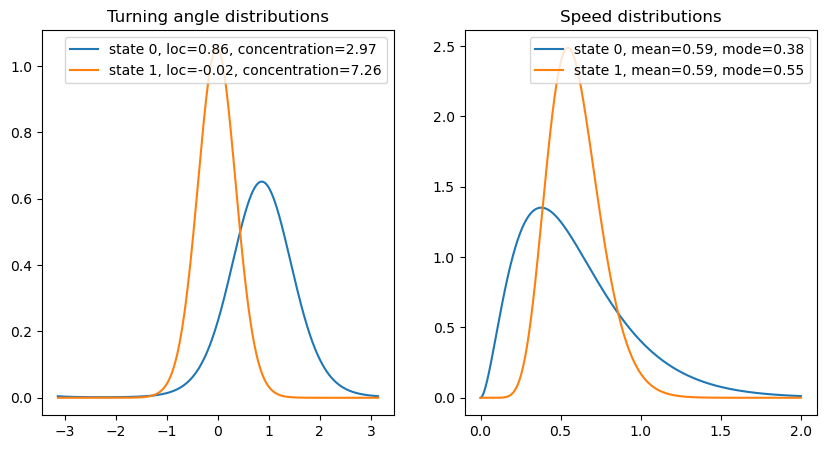 Turning angle distributions
state 0, loc=0.86, concentration=2.97
state 1, loc=-0.02, concentration=7.26
1.0
0.8
0.6
0.4
0.2
0.0
−3 −2 −1 0 1 2 3
Speed distributions
state 0, mean=0.59, mode=0.38
state 1, mean=0.59, mode=0.55
2.5
2.0
1.5
1.0
0.5
0.0
0.0 0.5 1.0 1.5 2.0